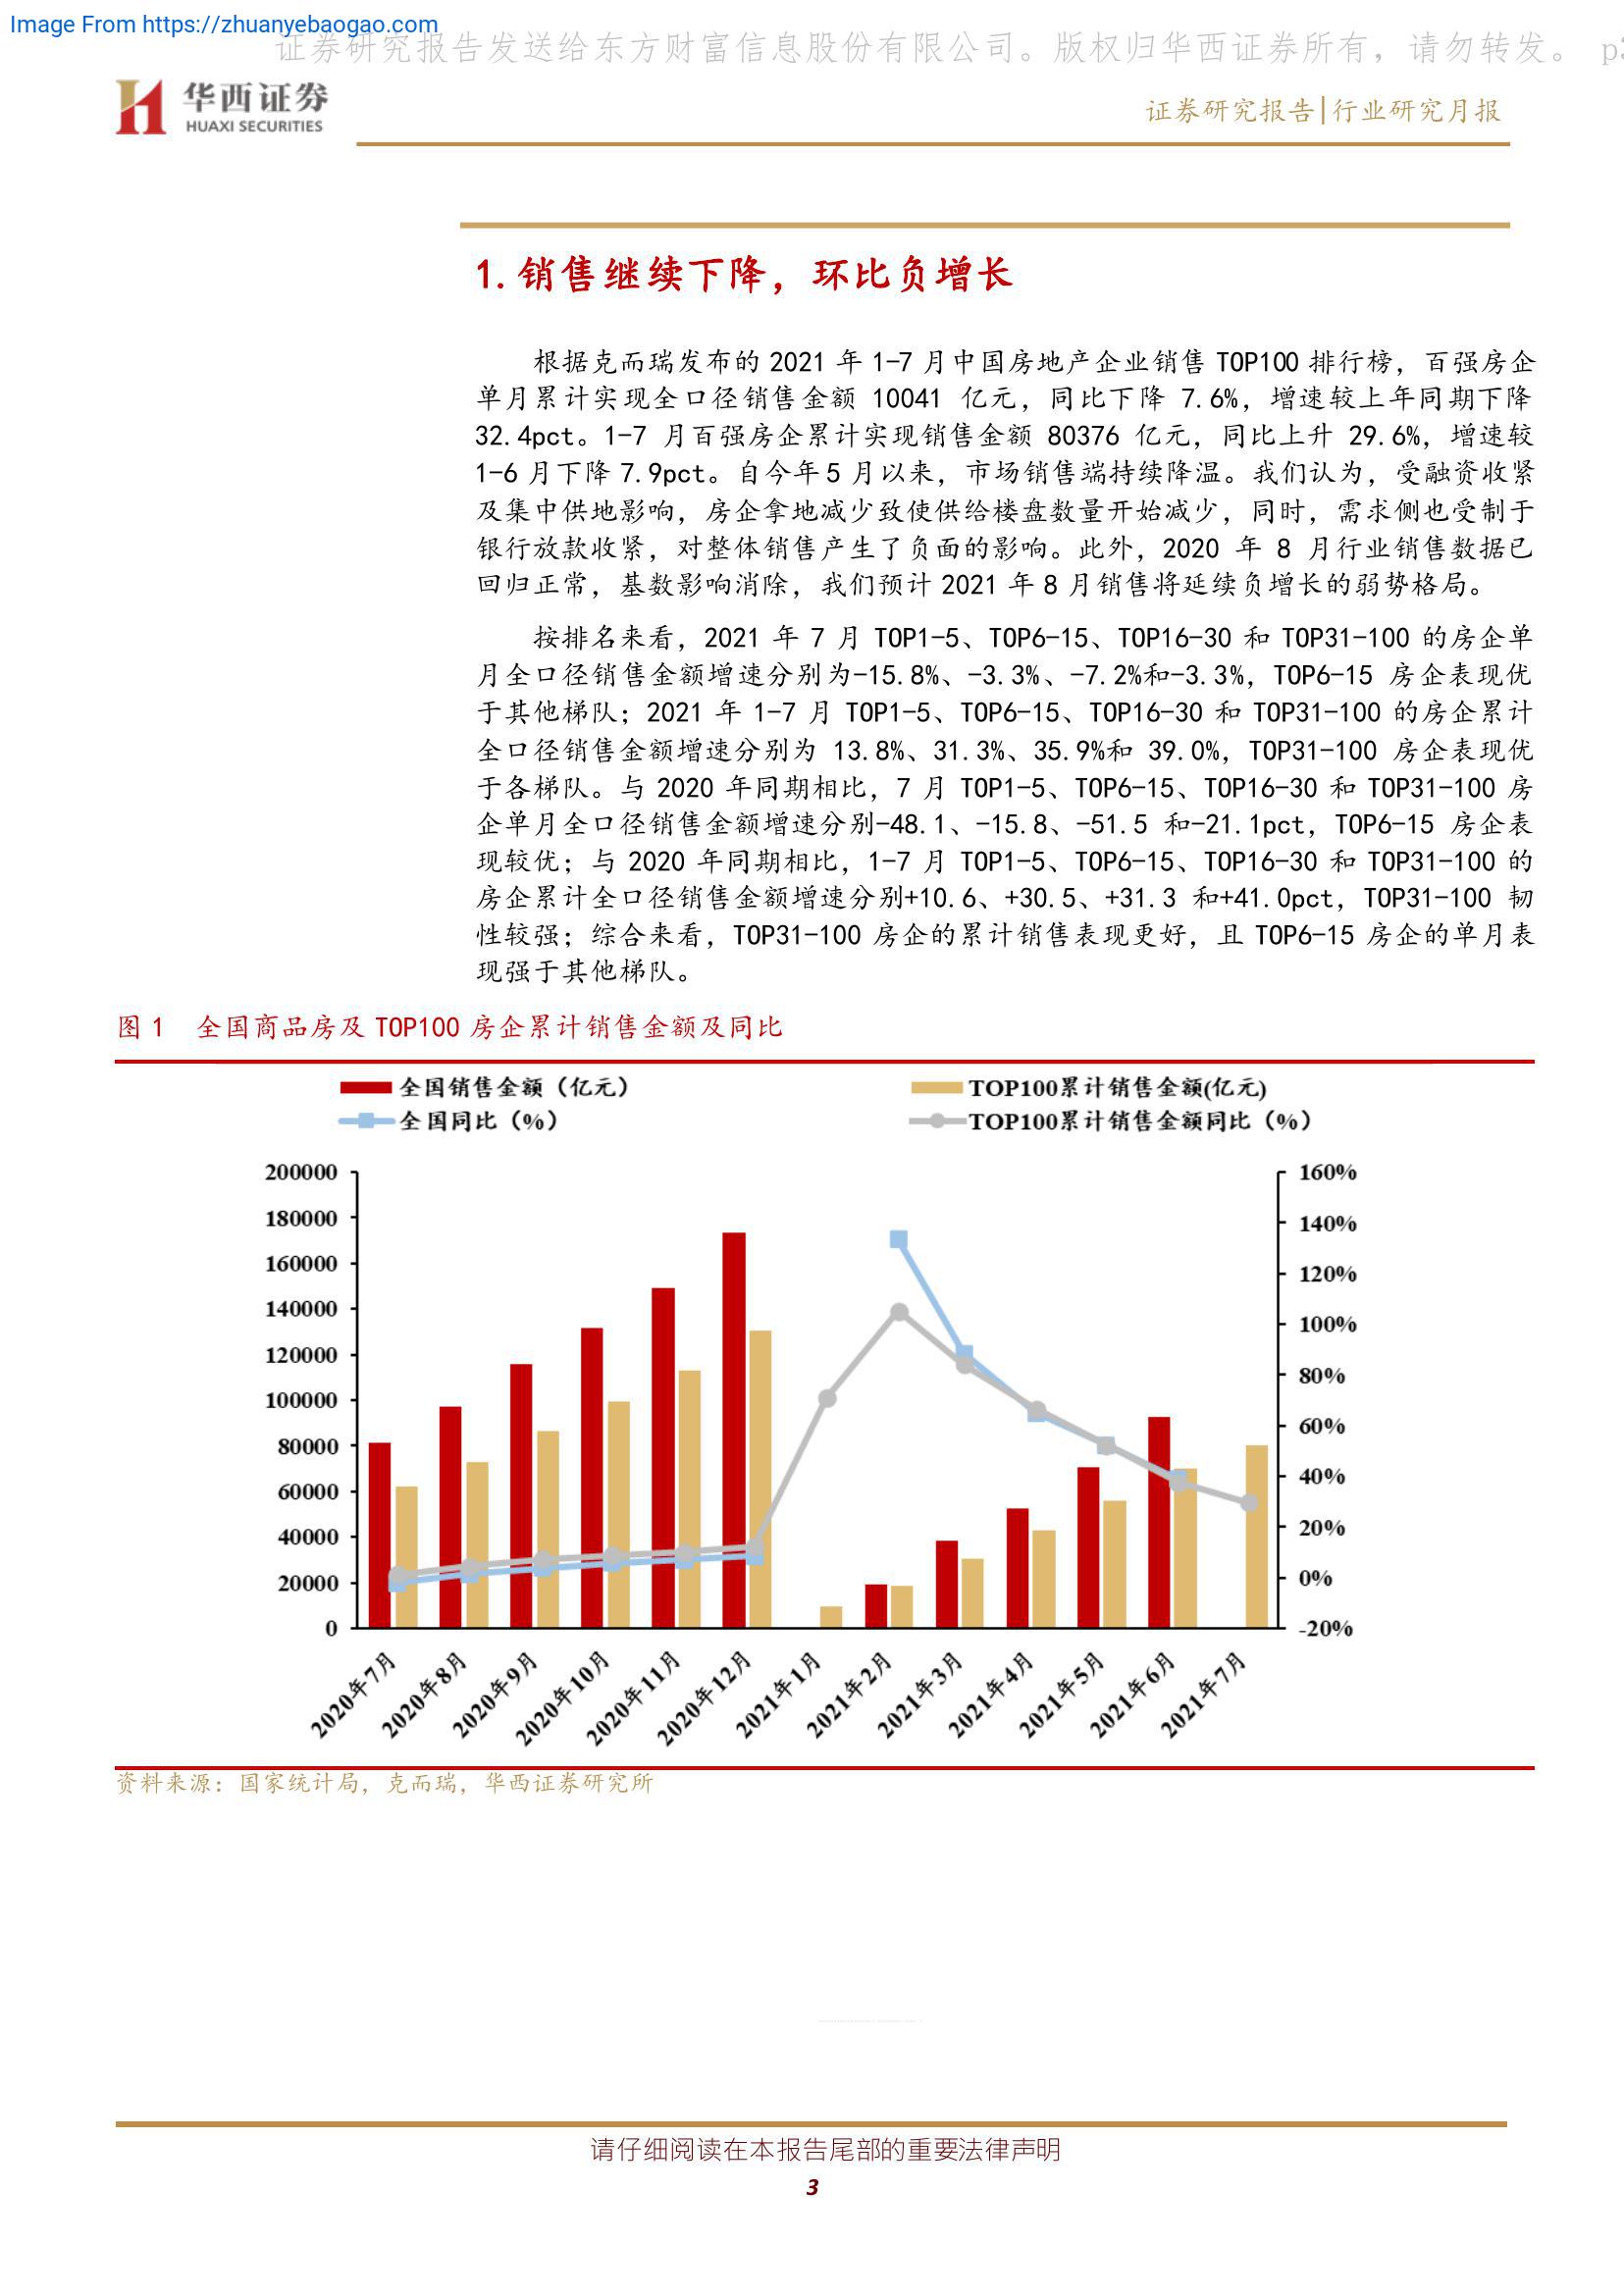 Image From https://zhuanyebaogao.com
证券研究报告发送给东方财富信息股份有限公司。版权归华西证券所有，请勿转发。 p3
华西证券
HUAXI SECURITIES
证券研究报告|行业研究月报
1. 销售继续下降，环比负增长
根据克而瑞发布的 2021 年 1-7 月中国房地产企业销售 TOP100 排行榜，百强房企
单月累计实现全口径销售金额 10041 亿元，同比下降 7.6%，增速较上年同期下降
32.4pct。1-7 月百强房企累计实现销售金额 80376 亿元，同比上升 29.6%，增速较
1-6 月下降 7.9pct。自今年 5 月以来，市场销售端持续降温。我们认为，受融资收紧
及集中供地影响，房企拿地减少致使供给楼盘数量开始减少，同时，需求侧也受制于
银行放款收紧，对整体销售产生了负面的影响。此外，2020 年 8 月行业销售数据已
回归正常，基数影响消除，我们预计 2021 年 8 月销售将延续负增长的弱势格局。
按排名来看，2021 年 7 月 TOP1-5、TOP6-15、TOP16-30 和 TOP31-100 的房企单
月全口径销售金额增速分别为-15.8%、-3.3%、-7.2%和-3.3%，TOP6-15 房企表现优
于其他梯队；2021 年 1-7 月 TOP1-5、TOP6-15、TOP16-30 和 TOP31-100 的房企累计
全口径销售金额增速分别为 13.8%、31.3%、35.9%和 39.0%，TOP31-100 房企表现优
于各梯队。与 2020 年同期相比，7 月 TOP1-5、TOP6-15、TOP16-30 和 TOP31-100 房
企单月全口径销售金额增速分别-48.1、-15.8、-51.5 和-21.1pct，TOP6-15 房企表
现较优；与 2020 年同期相比，1-7 月 TOP1-5、TOP6-15、TOP16-30 和 TOP31-100 的
房企累计全口径销售金额增速分别+10.6、+30.5、+31.3 和+41.0pct，TOP31-100 韧
性较强；综合来看，TOP31-100 房企的累计销售表现更好，且 TOP6-15 房企的单月表
现强于其他梯队。
图 1 全国商品房及 TOP100 房企累计销售金额及同比
全国销售金额（亿元）
TOP100累计销售金额(亿元)
全国同比（%）
TOP100累计销售金额同比（%）
200000
180000
160000
140000
120000
100000
80000
60000
40000
20000
0
160%
140%
120%
100%
80%
60%
40%
20%
0%
-20%
2020年7月
2020年8月
2020年9月
2020年10月
2020年11月
2020年12月
2021年1月
2021年2月
2021年3月
2021年4月
2021年5月
2021年6月
2021年7月
资料来源：国家统计局，克而瑞，华西证券研究所
请仔细阅读在本报告尾部的重要法律声明
3